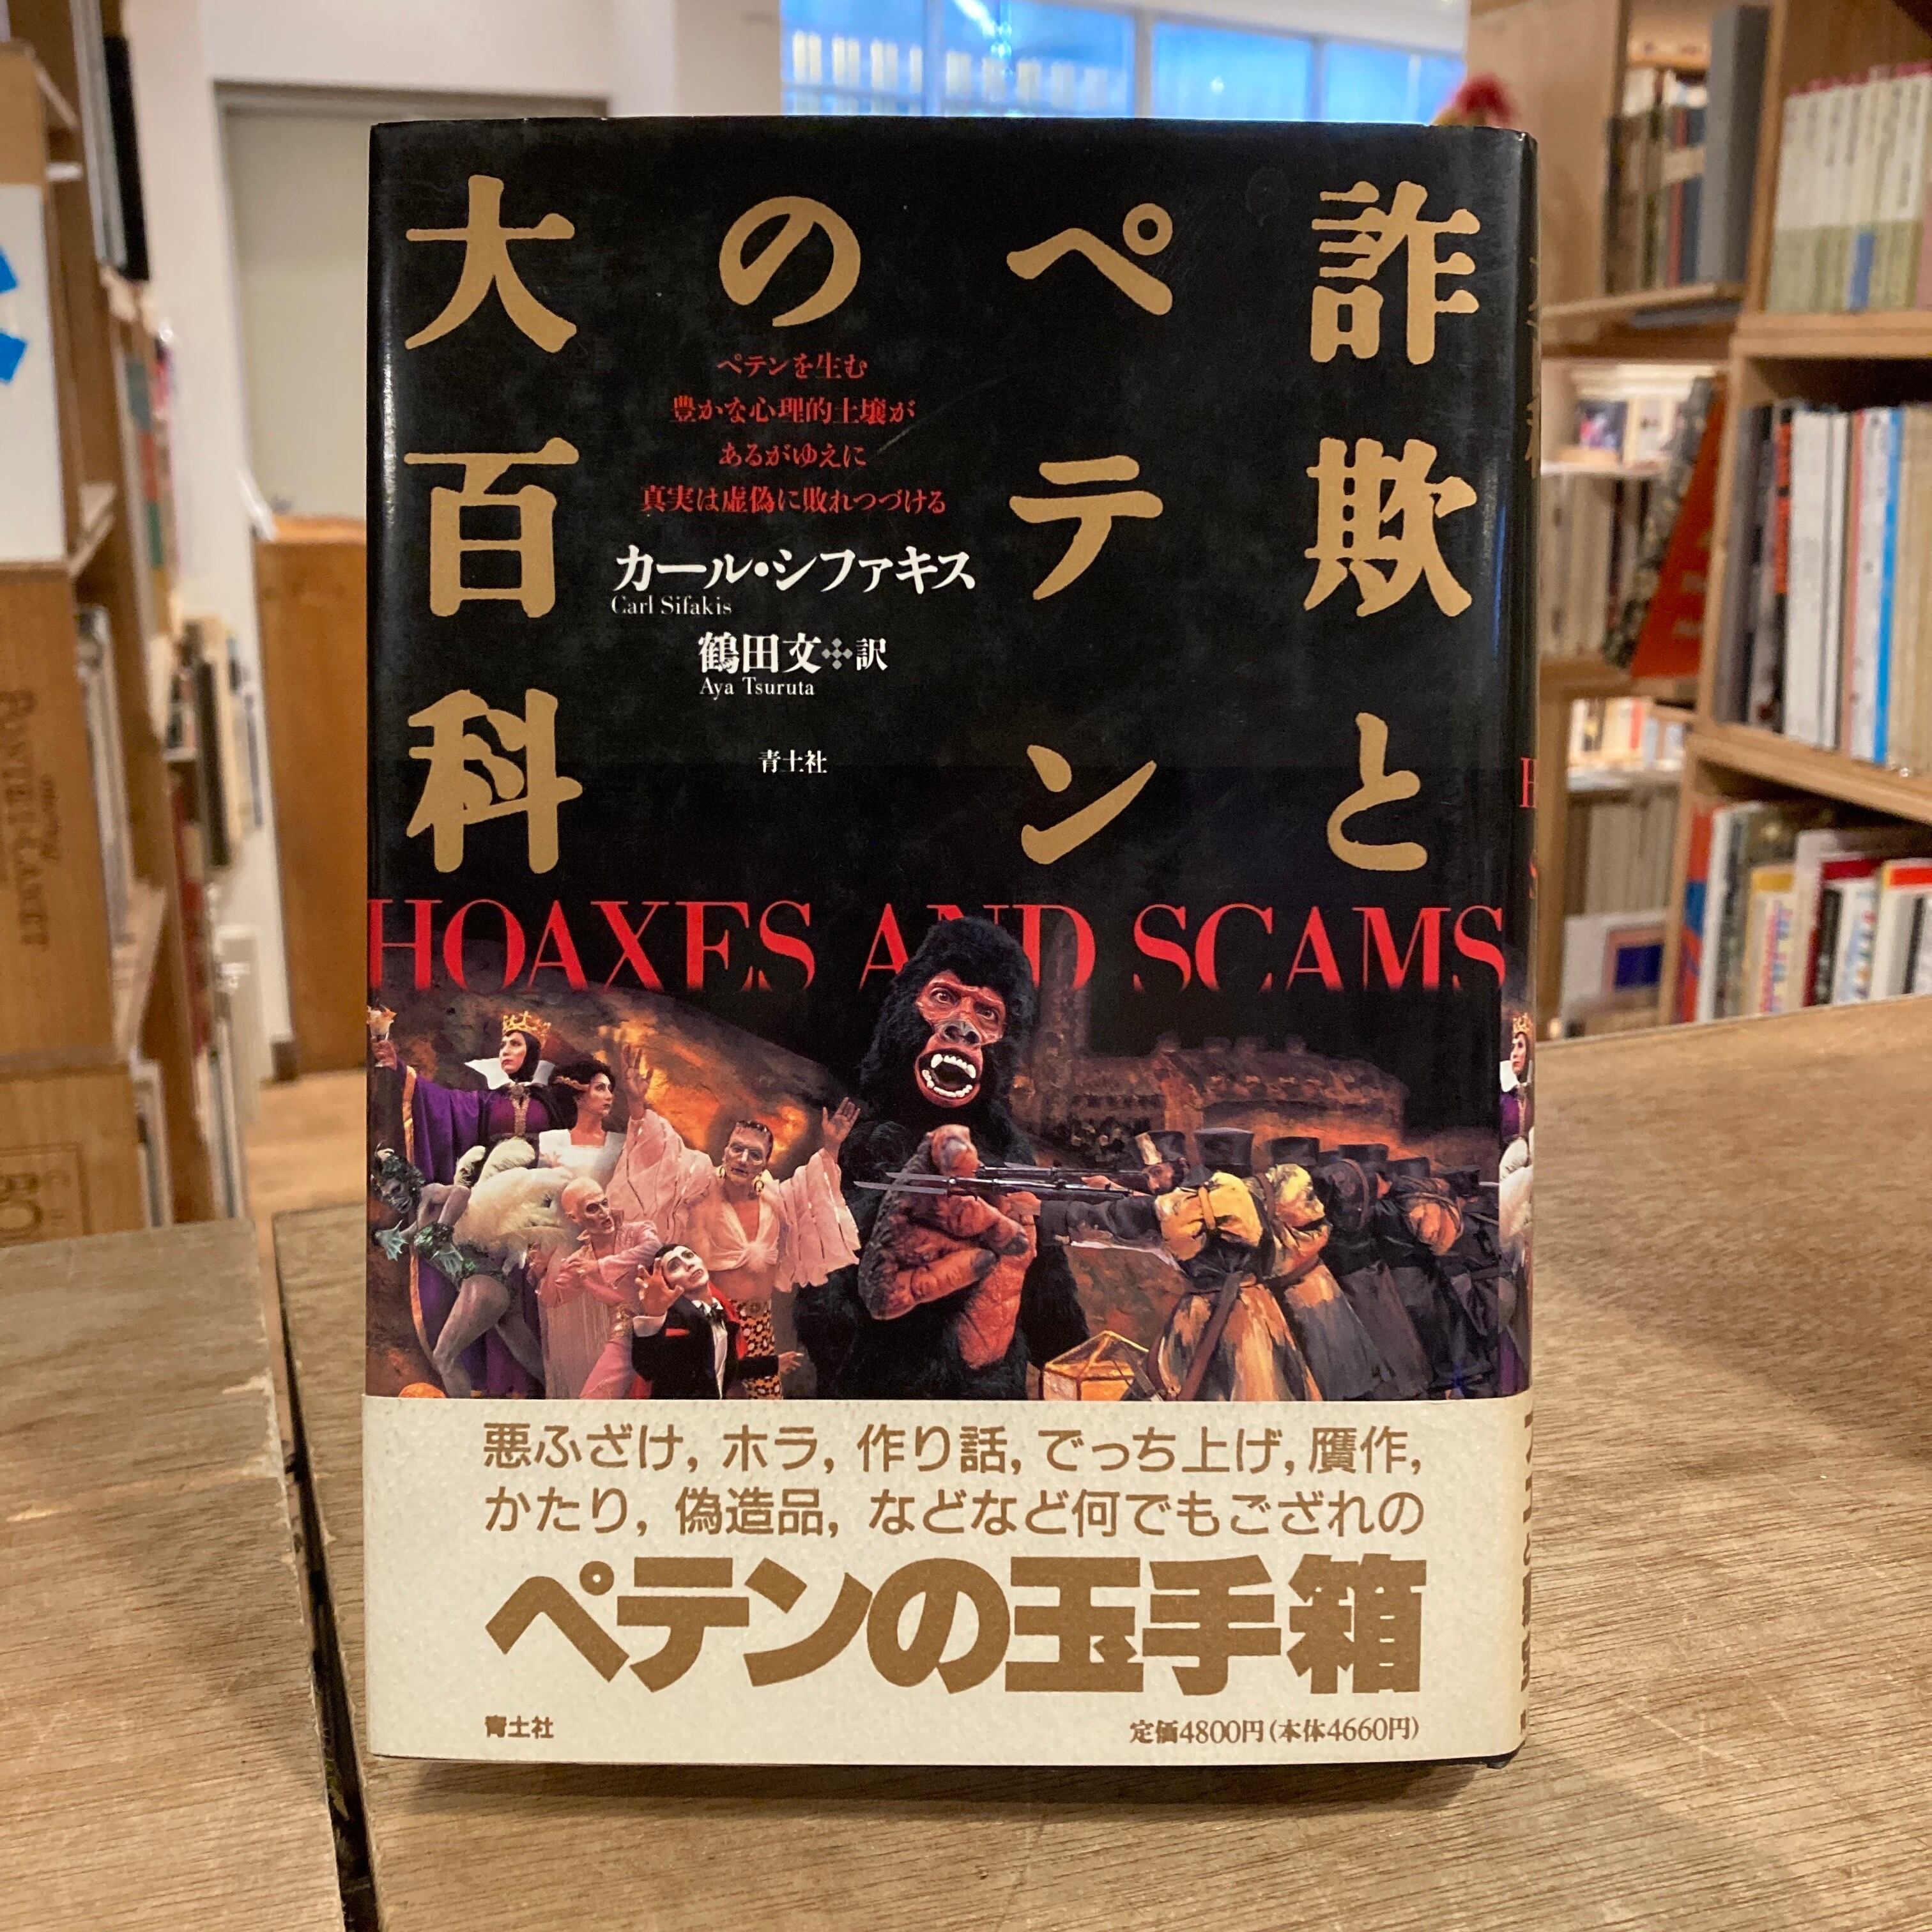 詐欺と
ペテン
の
大百科
ペテンを生む
豊かな心理的土壌が
あるがゆえに
真実は虚偽に敗れつづける
カール・シファキス
Carl Sifakis
鶴田文 訳
Aya Tsuruta
青土社
HOAXES AND SCAMS
悪ふざけ, ホラ, 作り話, でっち上げ, 贋作,
かたり, 偽造品, などなど何でもござれの
ペテンの玉手箱
青土社
定価4800円(本体4660円)